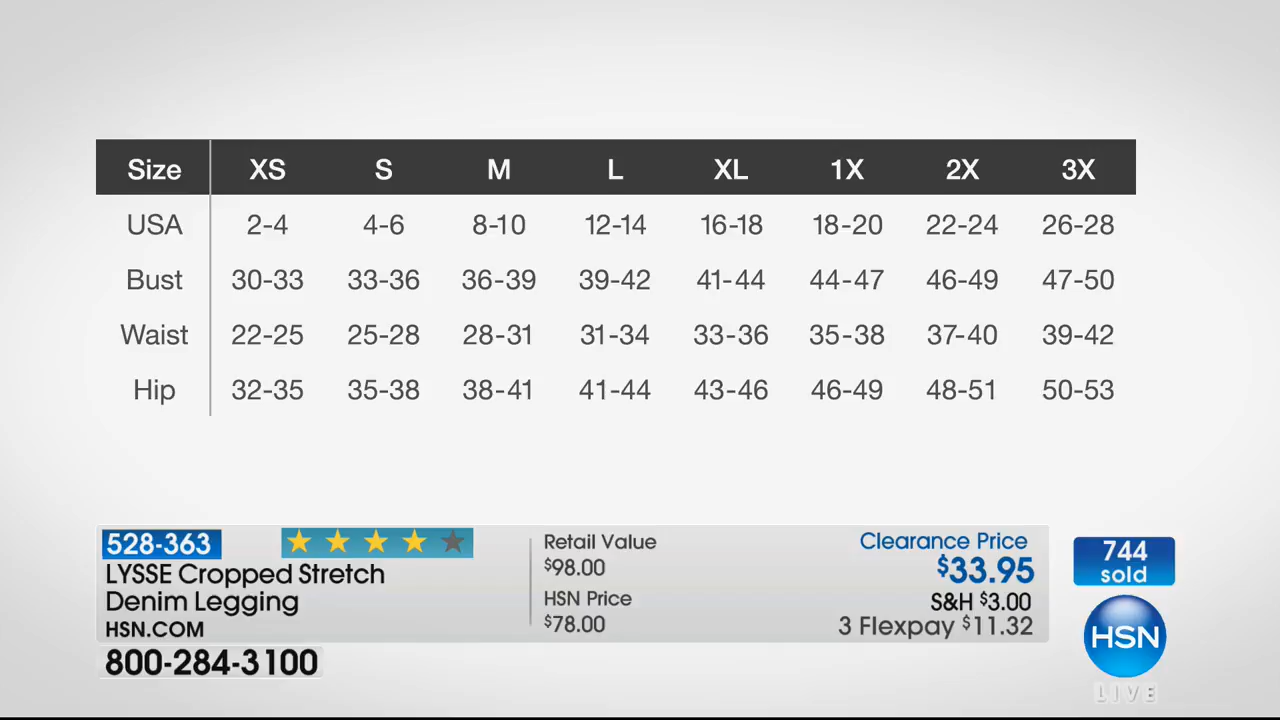 Size XS S M L XL 1X 2X 3X
USA 2-4 4-6 8-10 12-14 16-18 18-20 22-24 26-28
Bust 30-33 33-36 36-39 39-42 41-44 44-47 46-49 47-50
Waist 22-25 25-28 28-31 31-34 33-36 35-38 37-40 39-42
Hip 32-35 35-38 38-41 41-44 43-46 46-49 48-51 50-53
528-363
LYSSE Cropped Stretch
Denim Legging
HSN.COM
800-284-3100
Retail Value
$98.00
HSN Price
$78.00
Clearance Price
$33.95
S&H $3.00
3 Flexpay $11.32
744
sold
HSN
LIVE